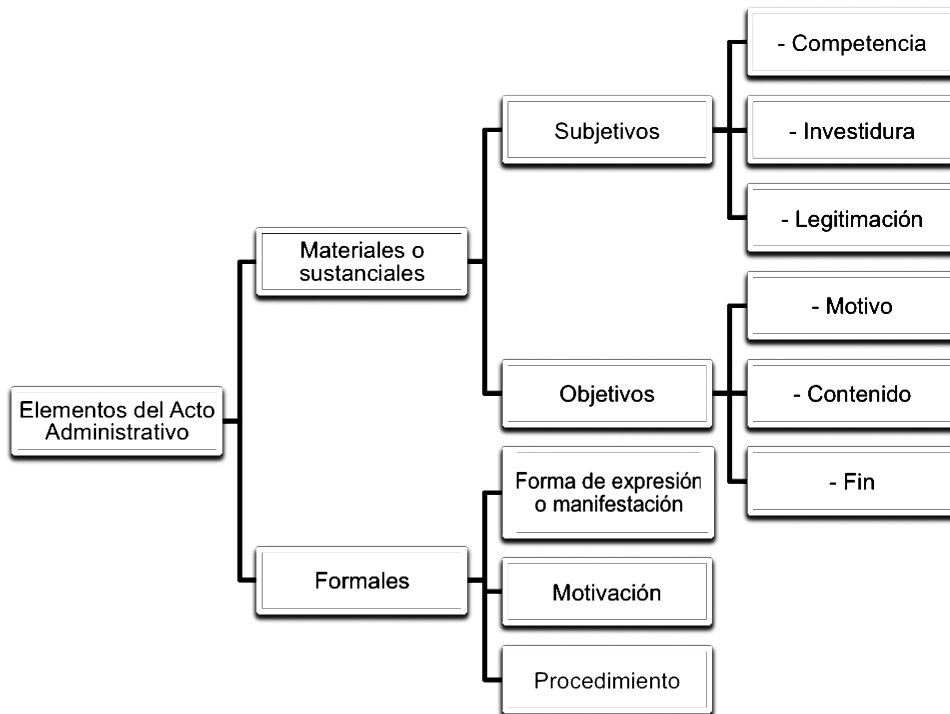 Elementos del Acto
Administrativo
Materiales o
sustanciales
Subjetivos
- Competencia
- Investidura
- Legitimación
Objetivos
- Motivo
- Contenido
- Fin
Formales
Forma de expresión
o manifestación
Motivación
Procedimiento